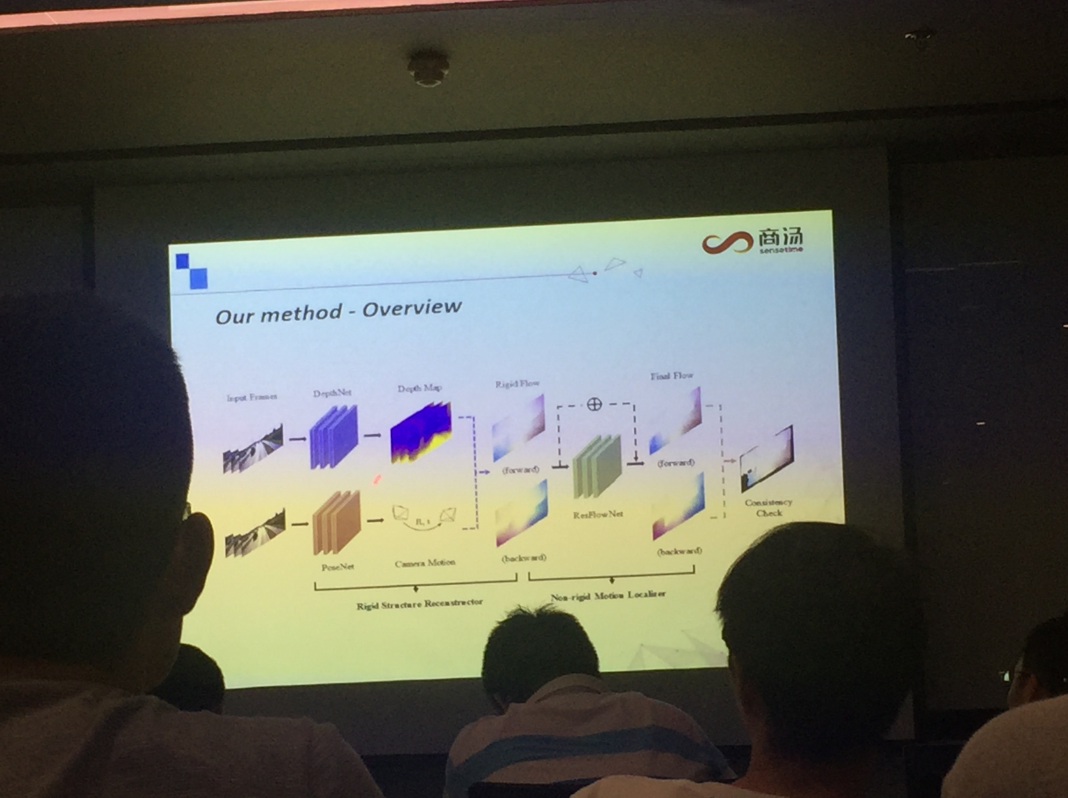 商汤
sensetime
Our method - Overview
Input Frames
DepthNet
Depth Map
Rigid Flow
Final Flow
(forward)
(forward)
ResFlowNet
Consistency
Check
R, t
PoseNet
Camera Motion
(backward)
(backward)
Rigid Structure Reconstructor
Non-rigid Motion Localizer